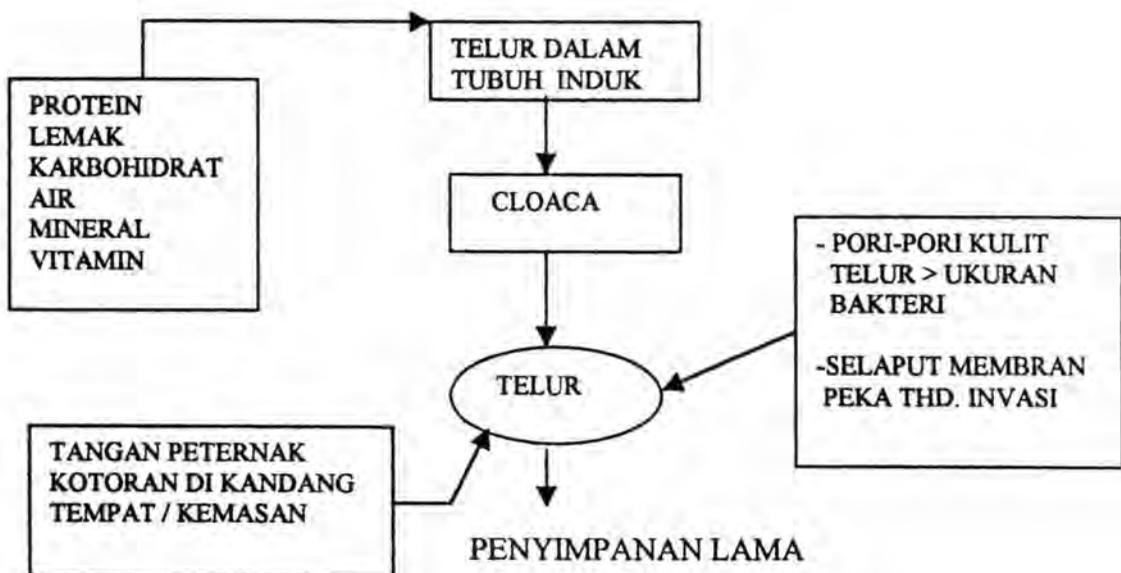 TELUR DALAM
TUBUH INDUK
PROTEIN
LEMAK
KARBOHIDRAT
AIR
MINERAL
VITAMIN
CLOACA
- PORI-PORI KULIT
TELUR > UKURAN
BAKTERI
-SELAPUT MEMBRAN
PEKA THD. INVASI
TELUR
TANGAN PETERNAK
KOTORAN DI KANDANG
TEMPAT / KEMASAN
PENYIMPANAN LAMA